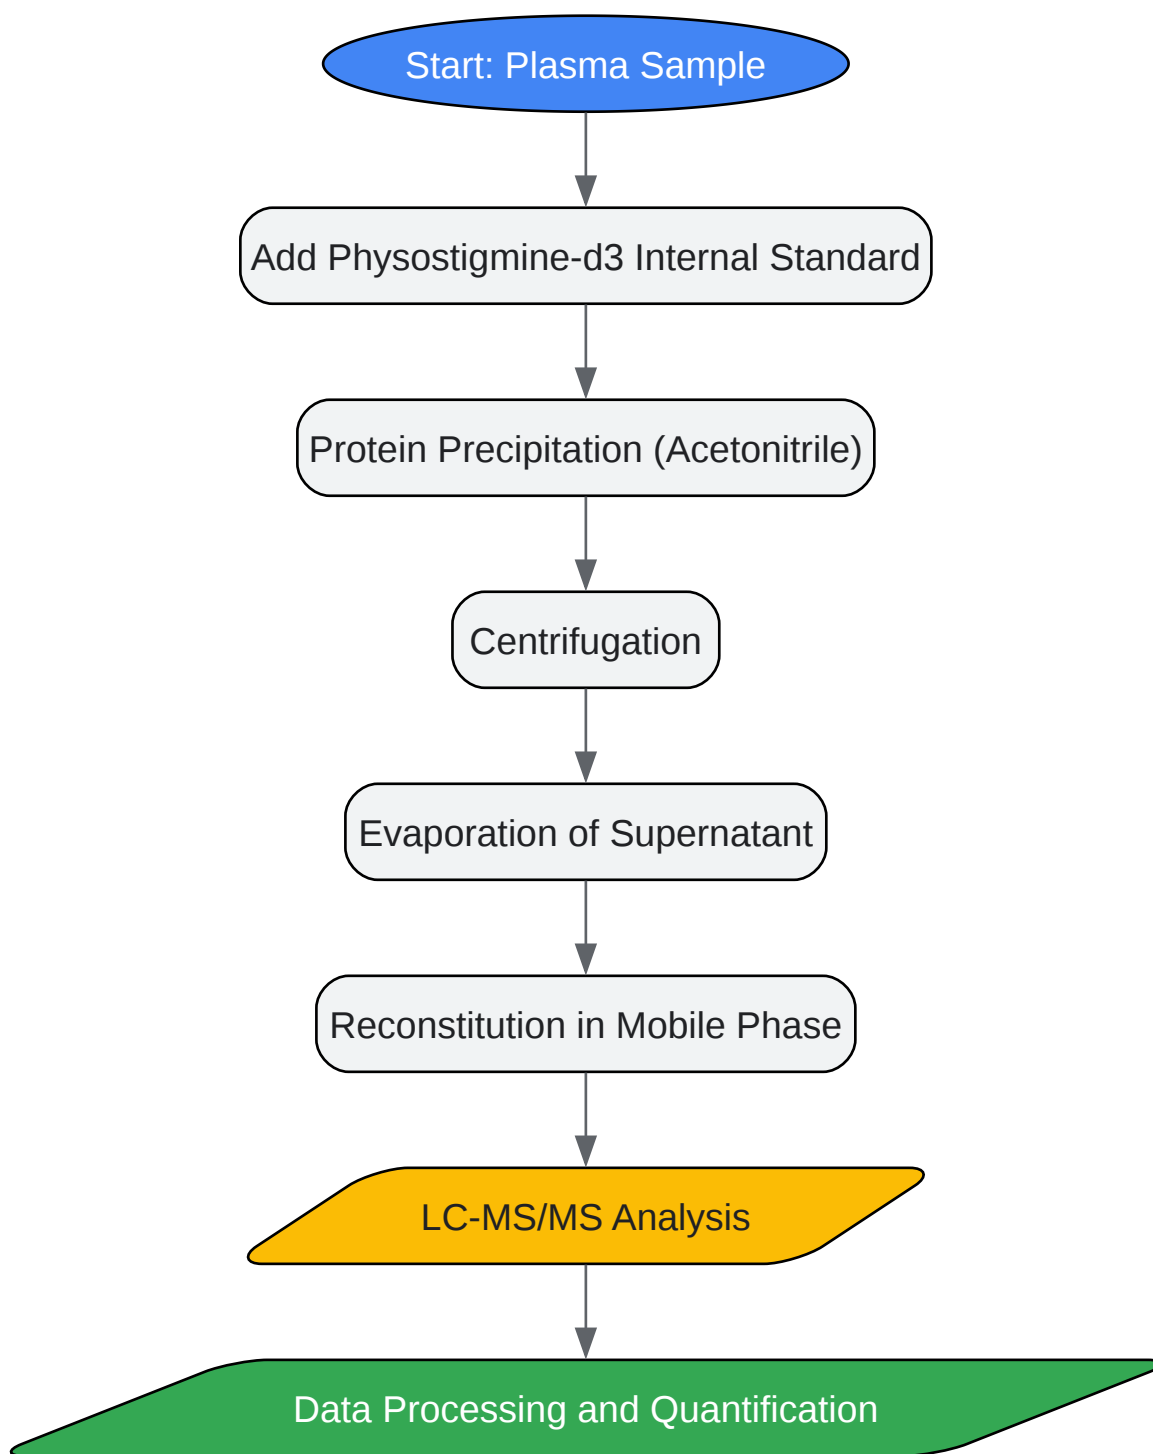 Start: Plasma Sample
Add Physostigmine-d3 Internal Standard
Protein Precipitation (Acetonitrile)
Centrifugation
Evaporation of Supernatant
Reconstitution in Mobile Phase
LC-MS/MS Analysis
Data Processing and Quantification